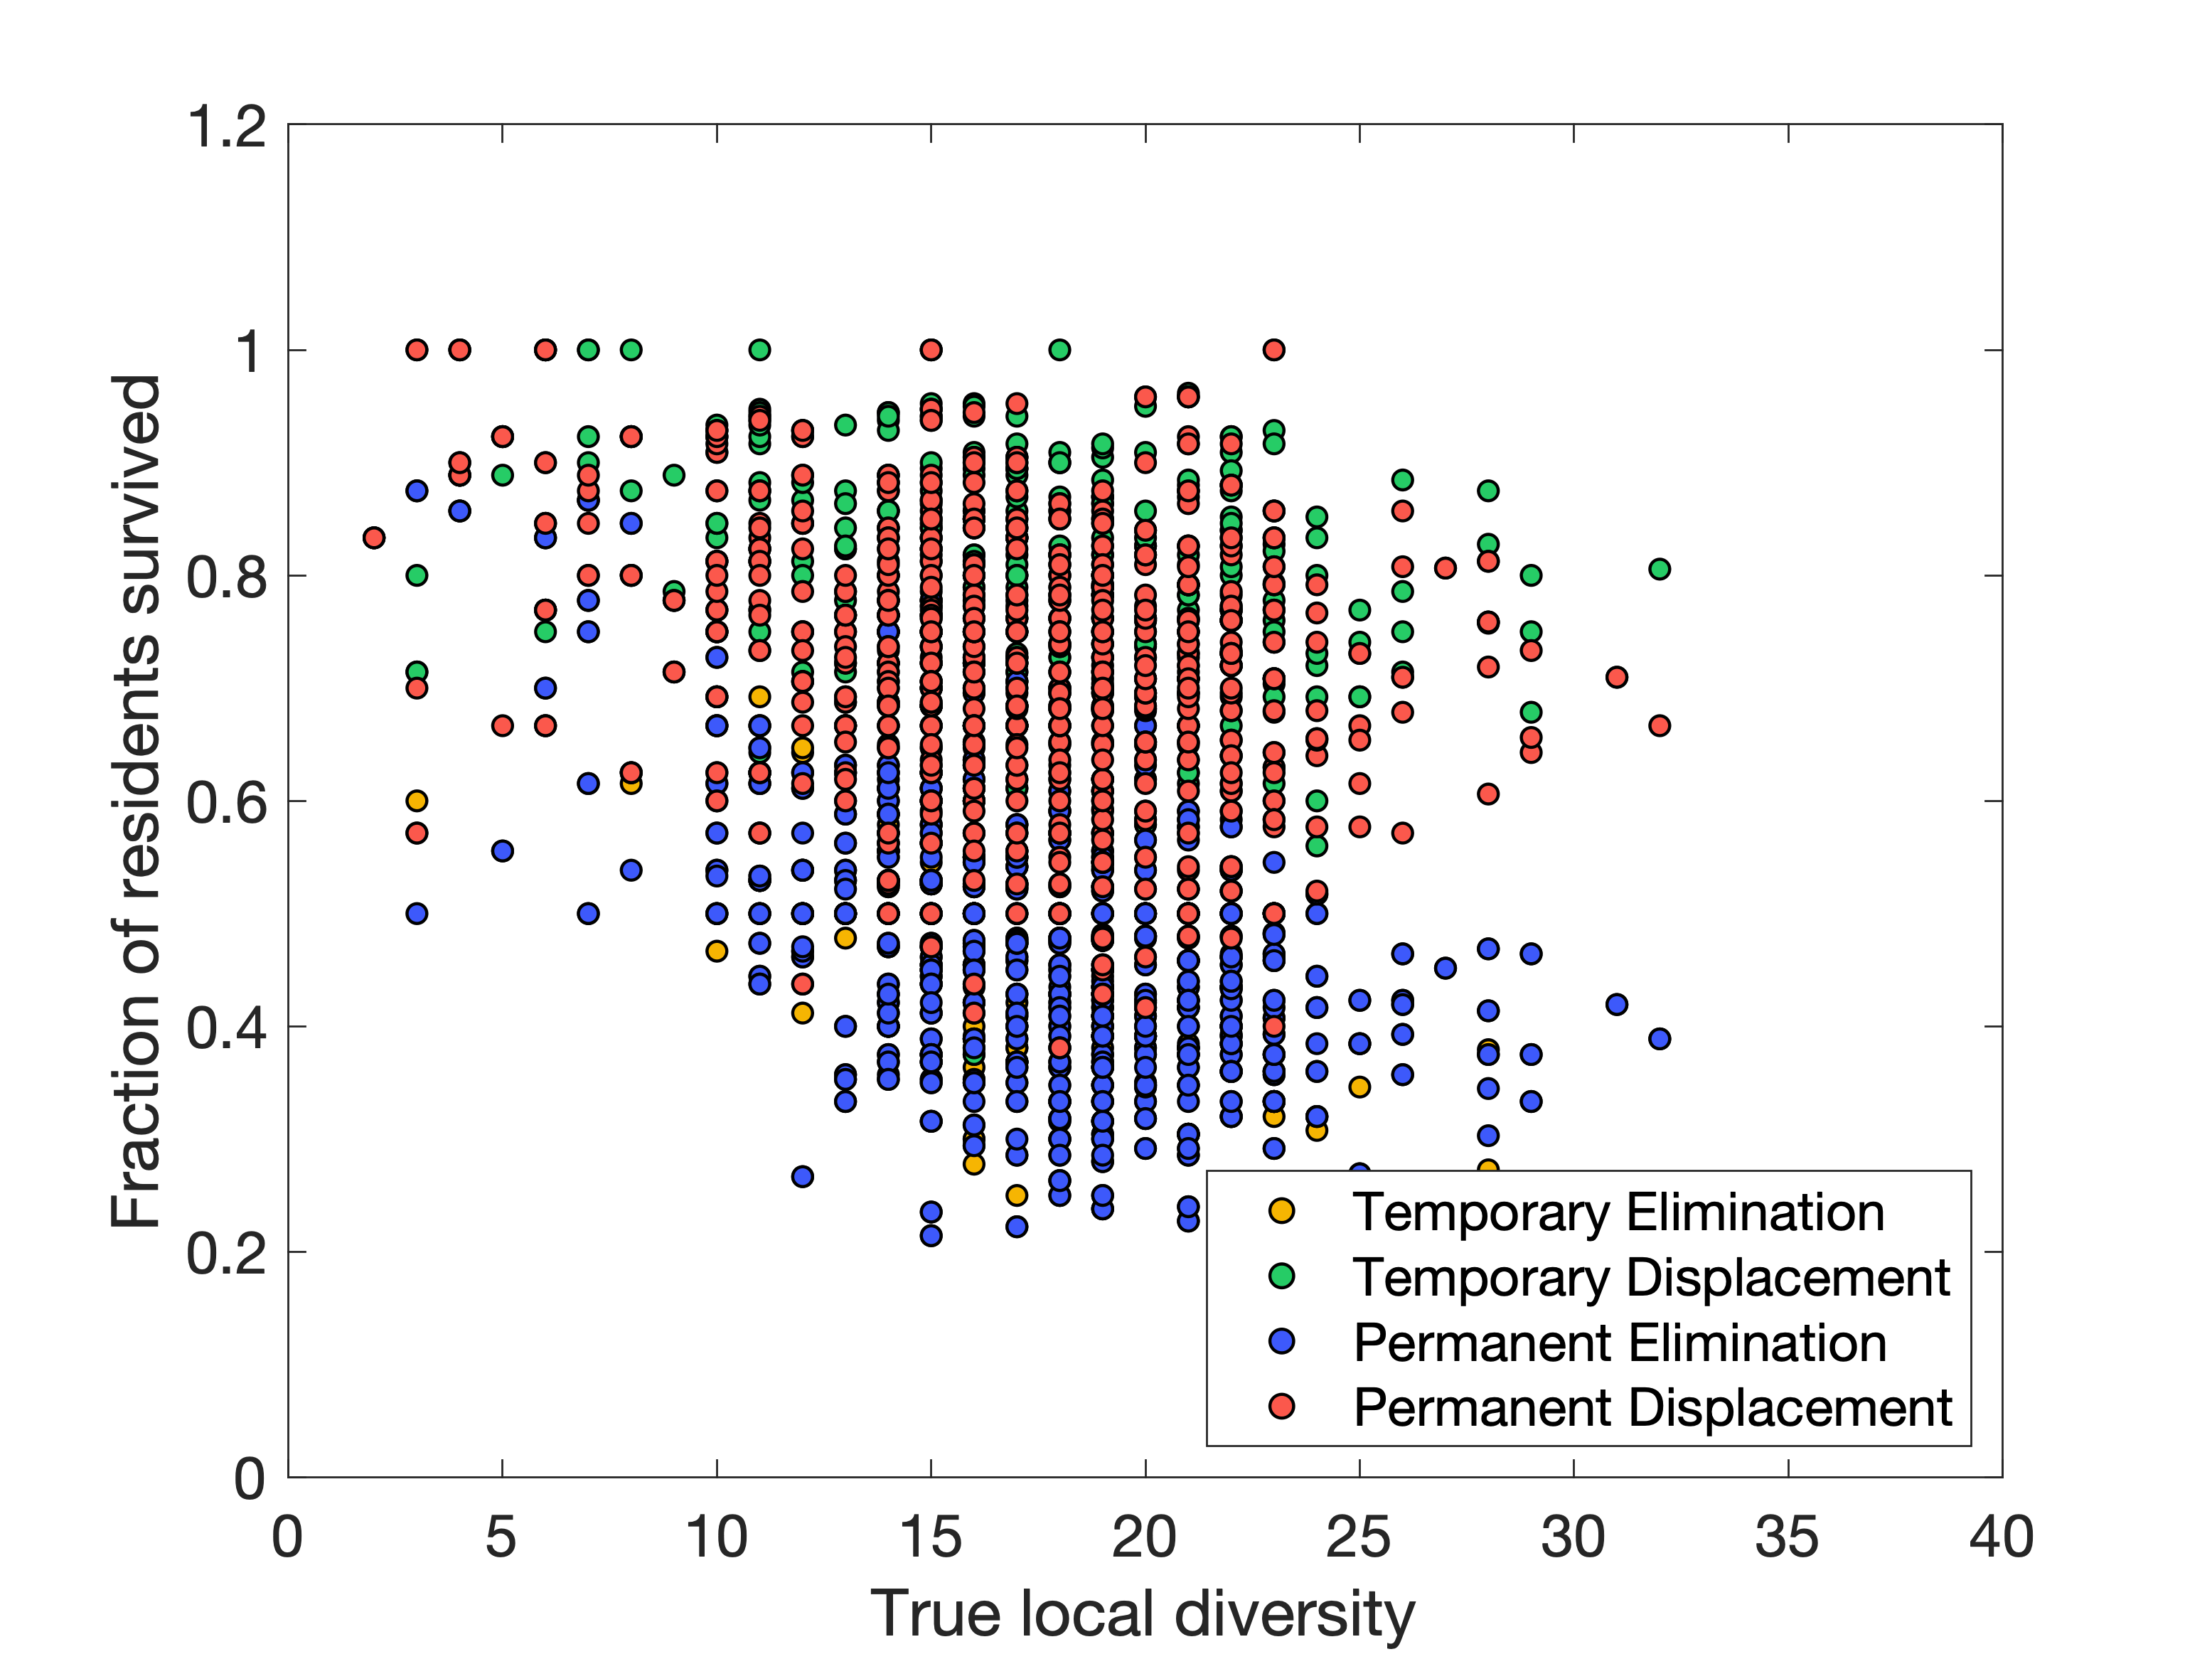 Fraction of residents survived
1.2
1
0.8
0.6
0.4
0.2
0
Temporary Elimination
Temporary Displacement
Permanent Elimination
Permanent Displacement
0 5 10 15 20 25 30 35 40
True local diversity